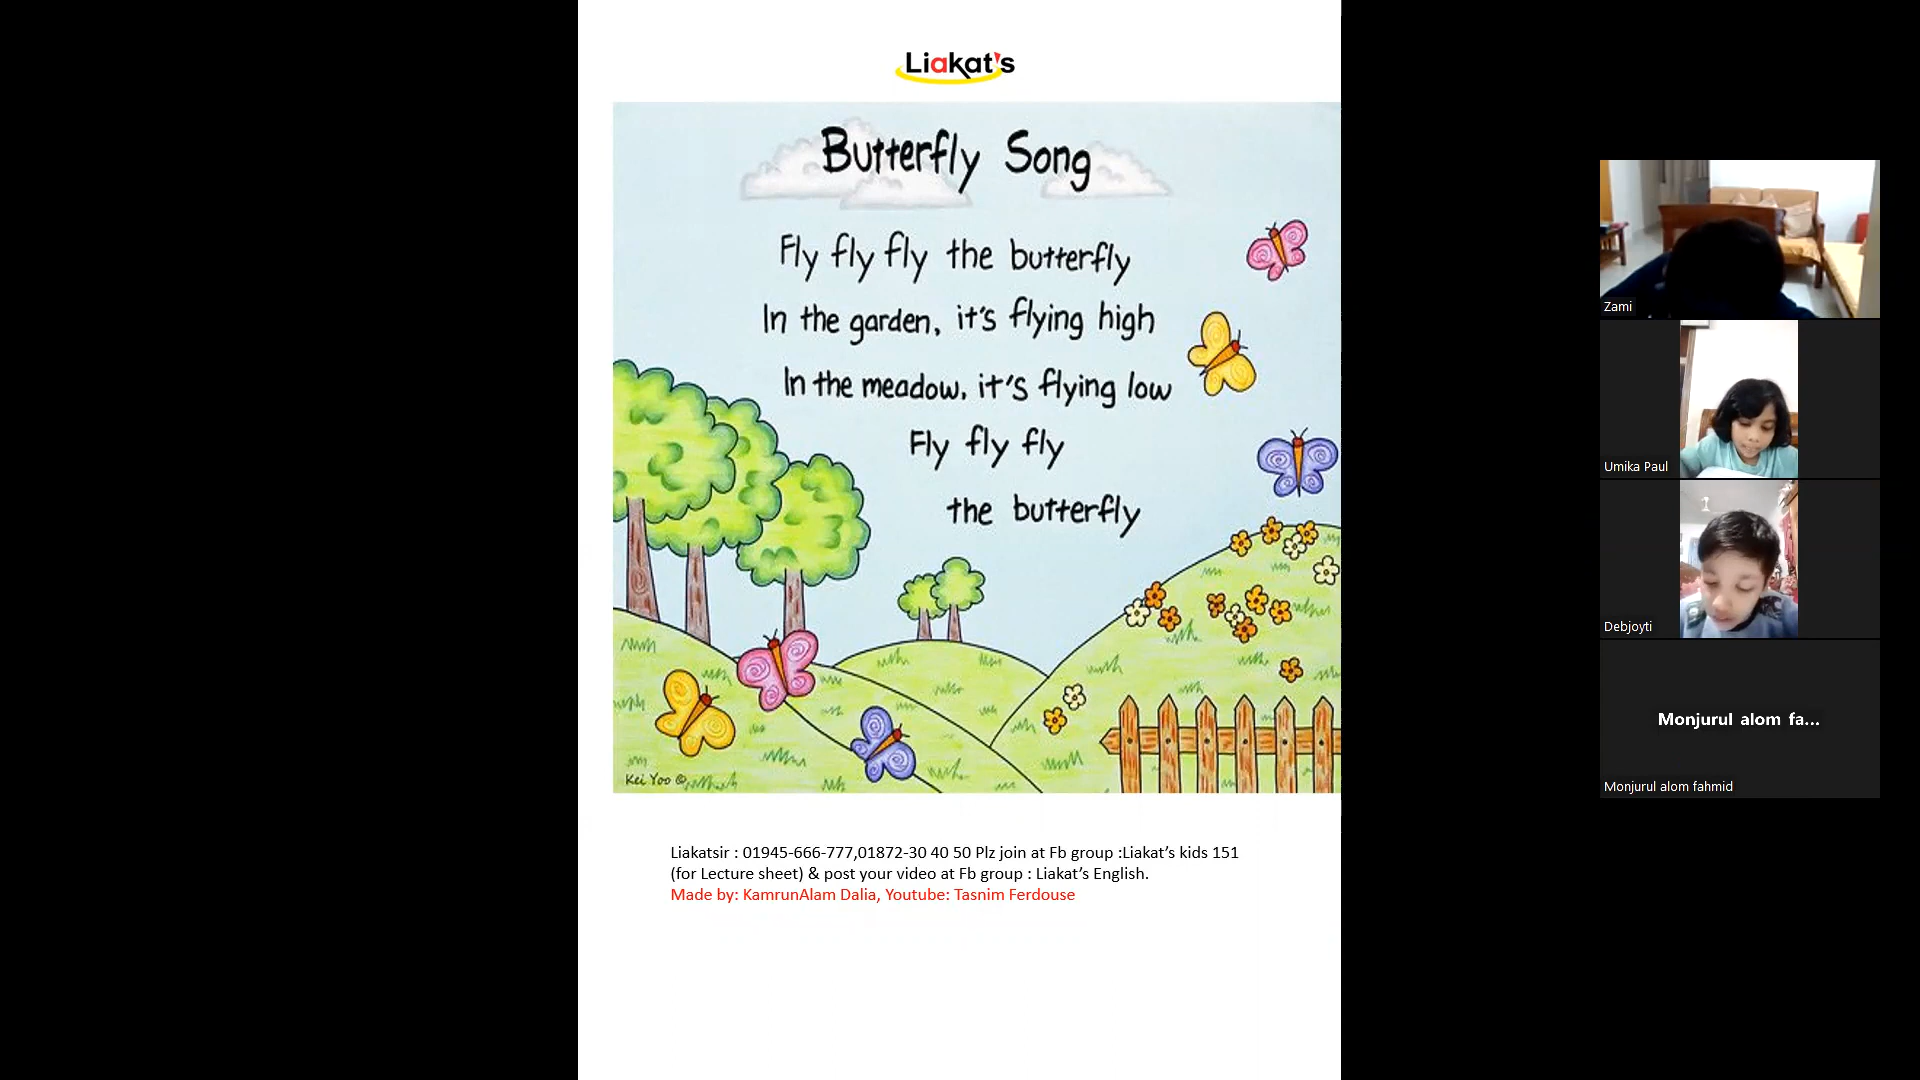 Liakat's
Butterfly Song
Fly fly fly the butterfly
In the garden, it's flying high
In the meadow, it's flying low
Fly fly fly
the butterfly
Kei Yoo ©
Liakatsir : 01945-666-777,01872-30 40 50 Plz join at Fb group :Liakat’s kids 151
(for Lecture sheet) & post your video at Fb group : Liakat’s English.
Made by: KamrunAlam Dalia, Youtube: Tasnim Ferdouse
Zami
Umika Paul
Debjoyti
Monjurul alom fa...
Monjurul alom fahmid